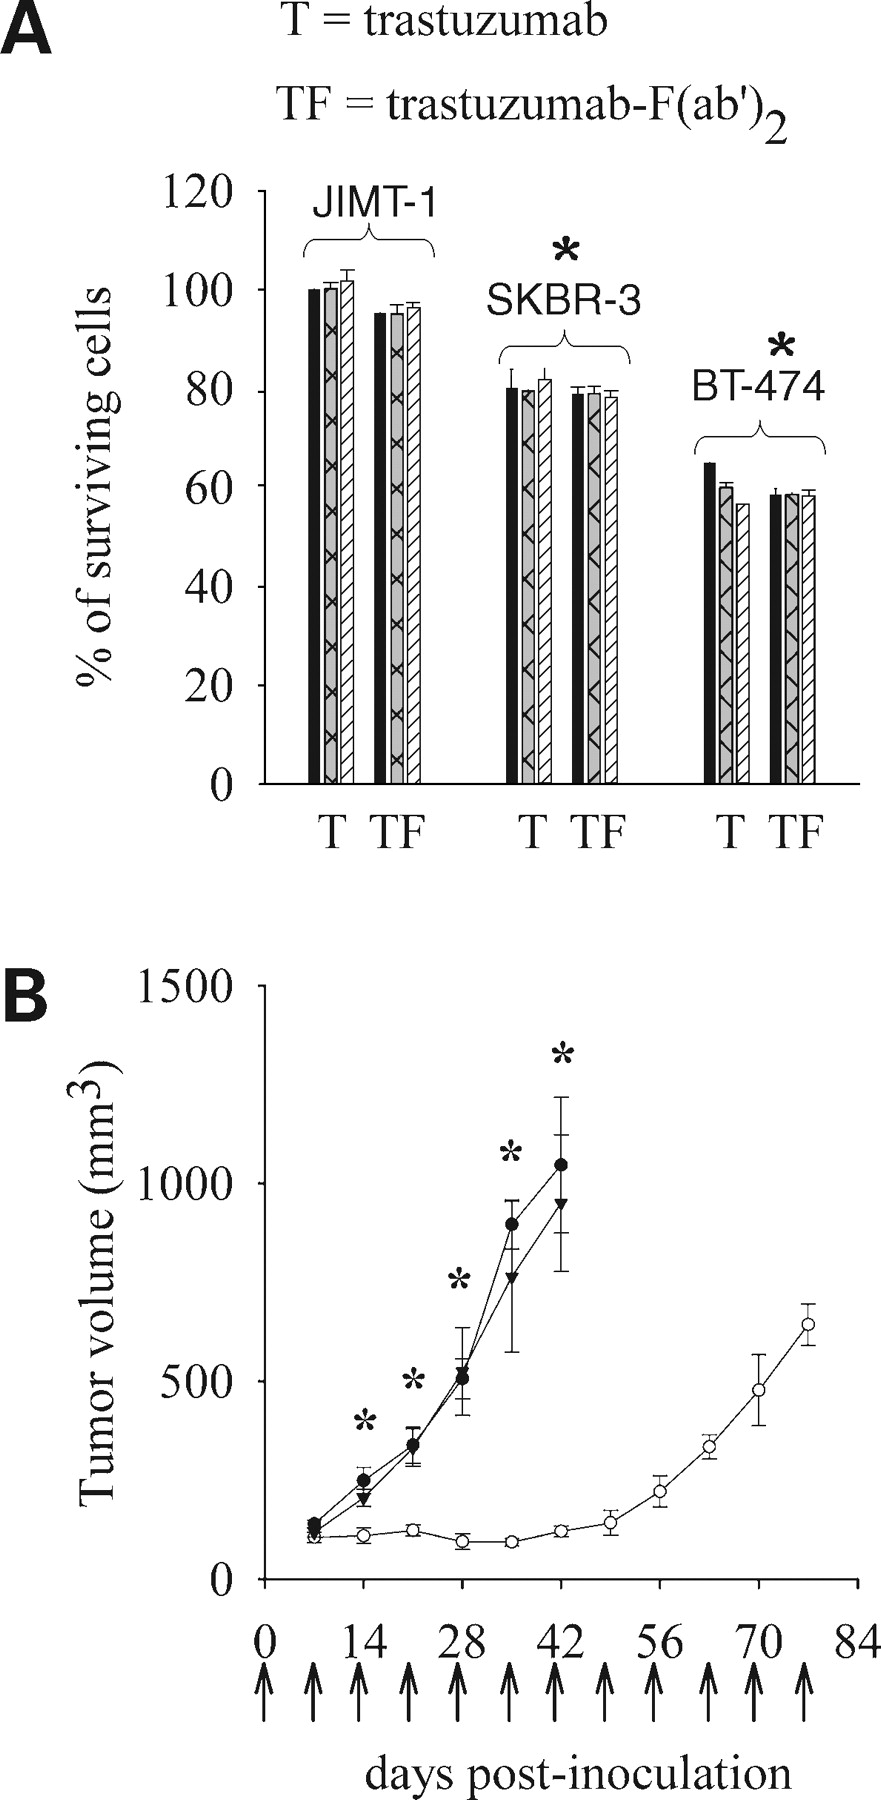 A
T = trastuzumab
TF = trastuzumab-F(ab')2
% of surviving cells
120
100
80
60
40
20
0
JIMT-1
*
SKBR-3
*
BT-474
T TF T TF T TF
B
Tumor volume (mm3)
1500
1000
500
0
* * * * *
0 14 28 42 56 70 84
days post-inoculation